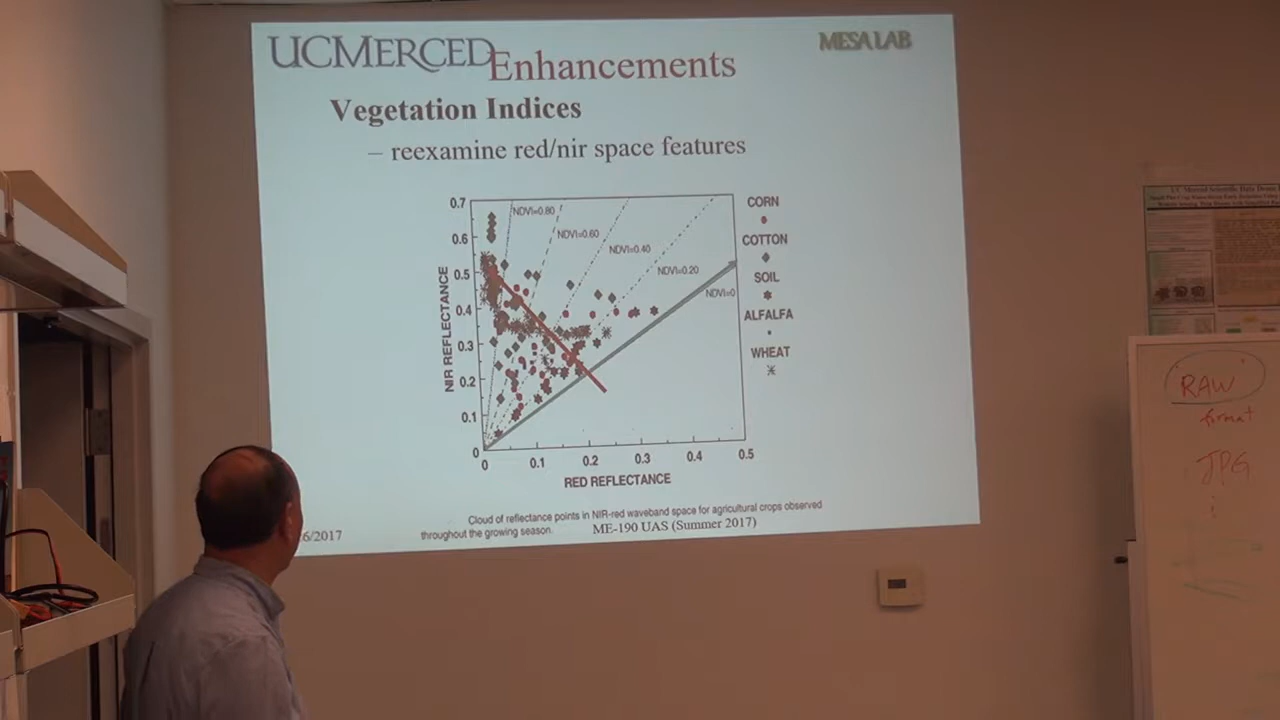 UCMERCED
MESA LAB
Enhancements
Vegetation Indices
– reexamine red/nir space features
NIR REFLECTANCE
0.7
0.6
0.5
0.4
0.3
0.2
0.1
0
NDVI=0.80
NDVI=0.60
NDVI=0.40
NDVI=0.20
NDVI=0
0
0.1
0.2
0.3
0.4
0.5
RED REFLECTANCE
CORN
COTTON
SOIL
ALFALFA
WHEAT
Cloud of reflectance points in NIR-red waveband space for agricultural crops observed
throughout the growing season.
6/2017
ME-190 UAS (Summer 2017)
RAW
format
JPG